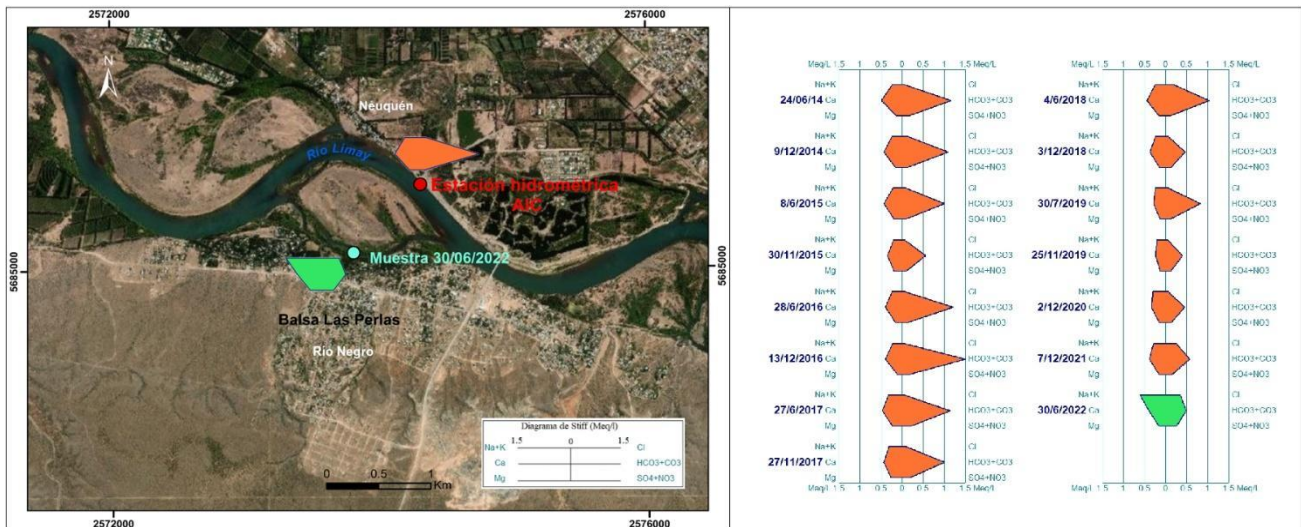 2572000
2576000
N
Neuquén
Río Limay
Estación hidrométrica
AIC
Muestra 30/06/2022
5685000
5685000
Balsa Las Perlas
Río Negro
Diagrama de Stiff (Meq/l)
1.5 0 1.5
Na+K Cl
Ca HCO3+CO3
Mg SO4+NO3
0 0.5 1
Km
2572000
2576000
Meq/L 1.5 1 0.5 0 0.5 1 1.5 Meq/L
Na+K Cl
24/06/14 Ca HCO3+CO3
Mg SO4+NO3
Na+K Cl
9/12/2014 Ca HCO3+CO3
Mg SO4+NO3
Na+K Cl
8/6/2015 Ca HCO3+CO3
Mg SO4+NO3
Na+K Cl
30/11/2015 Ca HCO3+CO3
Mg SO4+NO3
Na+K Cl
28/6/2016 Ca HCO3+CO3
Mg SO4+NO3
Na+K Cl
13/12/2016 Ca HCO3+CO3
Mg SO4+NO3
Na+K Cl
27/6/2017 Ca HCO3+CO3
Mg SO4+NO3
Na+K Cl
27/11/2017 Ca HCO3+CO3
Mg SO4+NO3
Meq/L 1.5 1 0.5 0 0.5 1 1.5 Meq/L
Meq/L 1.5 1 0.5 0 0.5 1 1.5 Meq/L
Na+K Cl
4/6/2018 Ca HCO3+CO3
Mg SO4+NO3
Na+K Cl
3/12/2018 Ca HCO3+CO3
Mg SO4+NO3
Na+K Cl
30/7/2019 Ca HCO3+CO3
Mg SO4+NO3
Na+K Cl
25/11/2019 Ca HCO3+CO3
Mg SO4+NO3
Na+K Cl
2/12/2020 Ca HCO3+CO3
Mg SO4+NO3
Na+K Cl
7/12/2021 Ca HCO3+CO3
Mg SO4+NO3
Na+K Cl
30/6/2022 Ca HCO3+CO3
Mg SO4+NO3
Meq/L 1.5 1 0.5 0 0.5 1 1.5 Meq/L